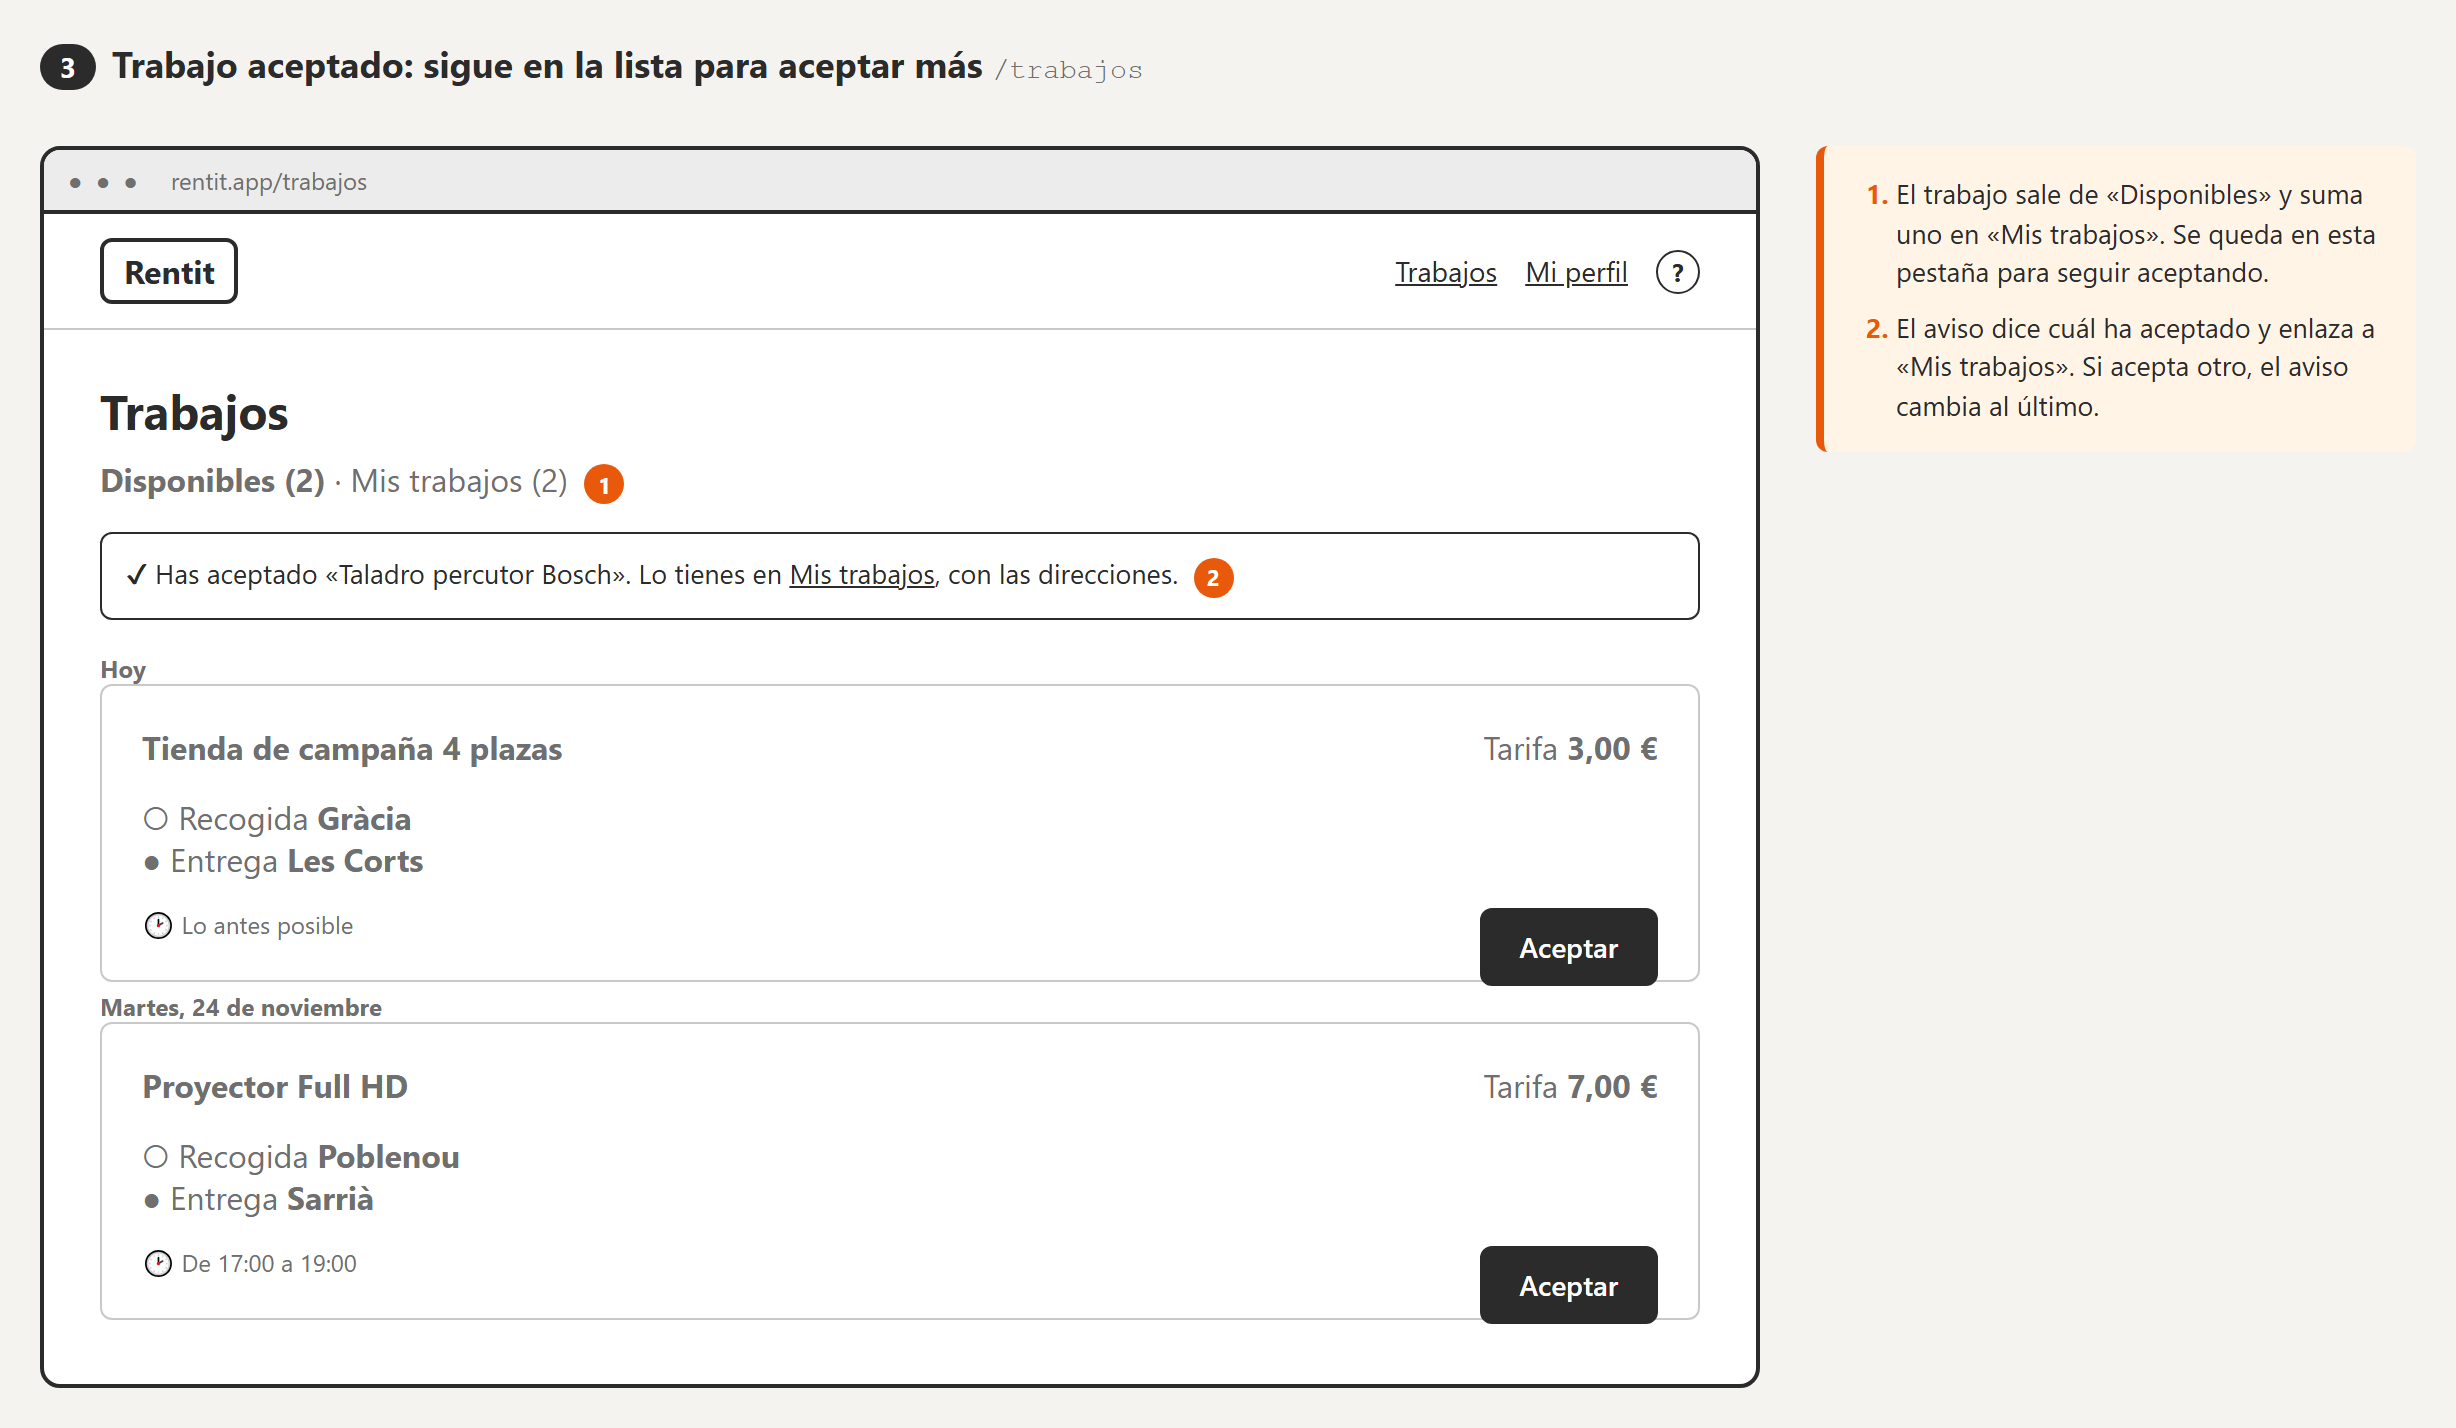 3 Trabajo aceptado: sigue en la lista para aceptar más /trabajos
rentit.app/trabajos
Rentit
Trabajos Mi perfil ?
Trabajos
Disponibles (2) · Mis trabajos (2) 1
✓ Has aceptado «Taladro percutor Bosch». Lo tienes en Mis trabajos, con las direcciones. 2
Hoy
Tienda de campaña 4 plazas Tarifa 3,00 €
○ Recogida Gràcia
● Entrega Les Corts
🕐 Lo antes posible
Aceptar
Martes, 24 de noviembre
Proyector Full HD Tarifa 7,00 €
○ Recogida Poblenou
● Entrega Sarrià
🕐 De 17:00 a 19:00
Aceptar
1. El trabajo sale de «Disponibles» y suma
uno en «Mis trabajos». Se queda en esta
pestaña para seguir aceptando.
2. El aviso dice cuál ha aceptado y enlaza a
«Mis trabajos». Si acepta otro, el aviso
cambia al último.